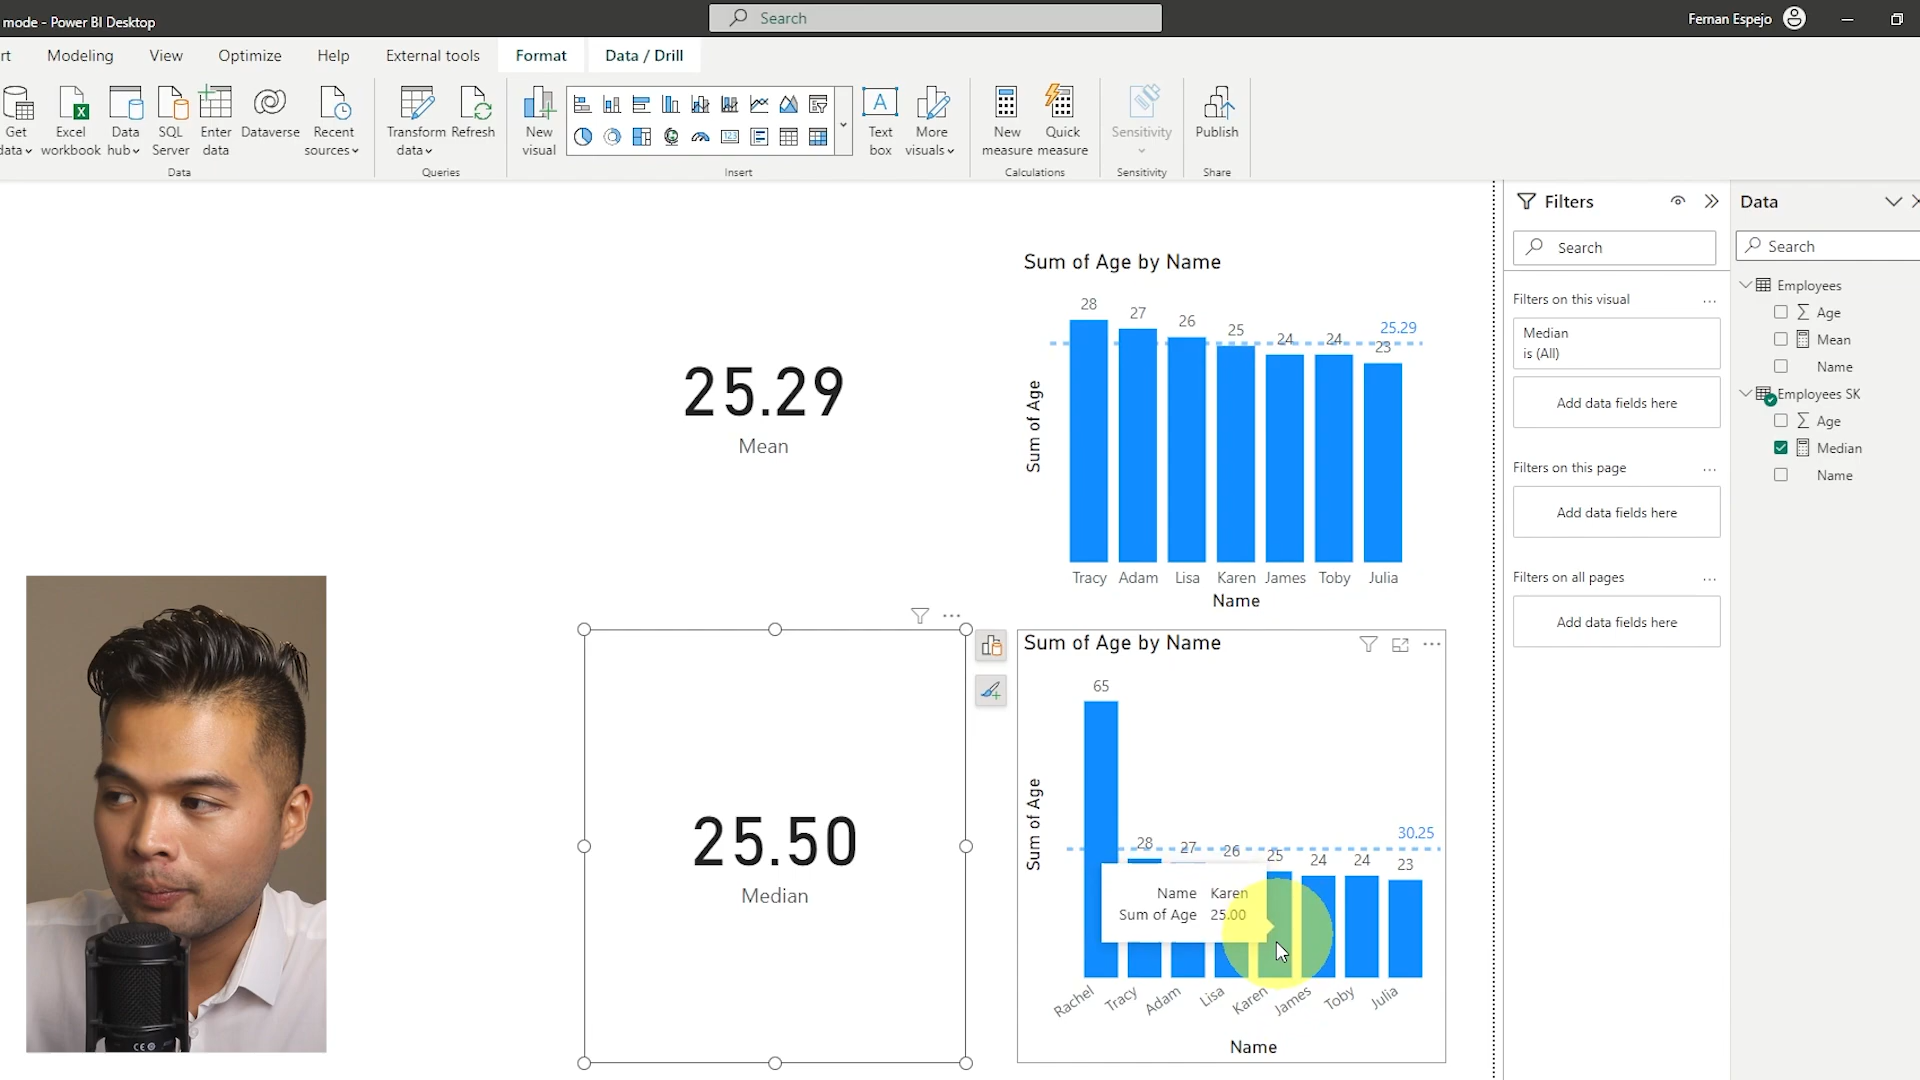 mode - Power BI Desktop
Search
Fernan Espejo
rt
Modeling
View
Optimize
Help
External tools
Format
Data / Drill
Get
data
Excel
workbook
Data
hub
SQL
Server
Enter
data
Dataverse
Recent
sources
Transform
data
Refresh
New
visual
123
A
Text
box
More
visuals
New
measure
Quick
measure
Sensitivity
Publish
Data
Queries
Insert
Calculations
Sensitivity
Share
25.29
Mean
Sum of Age by Name
28
27
26
25
24
24
23
25.29
Sum of Age
Tracy
Adam
Lisa
Karen
James
Toby
Julia
Name
25.50
Median
Sum of Age by Name
65
28
27
26
25
24
24
23
30.25
Sum of Age
Name Karen
Sum of Age 25.00
Rachel
Tracy
Adam
Lisa
Karen
James
Toby
Julia
Name
Filters
Search
Filters on this visual
Median
is (All)
Add data fields here
Filters on this page
Add data fields here
Filters on all pages
Add data fields here
Data
Search
Employees
Age
Mean
Name
Employees SK
Age
Median
Name